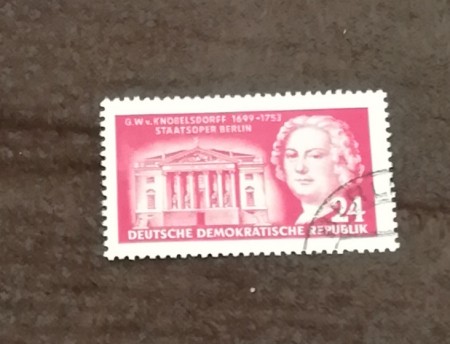 G.W.v.KNOBELSDORFF 1699-1753
STAATSOPER BERLIN
24
DEUTSCHE DEMOKRATISCHE REPUBLIK